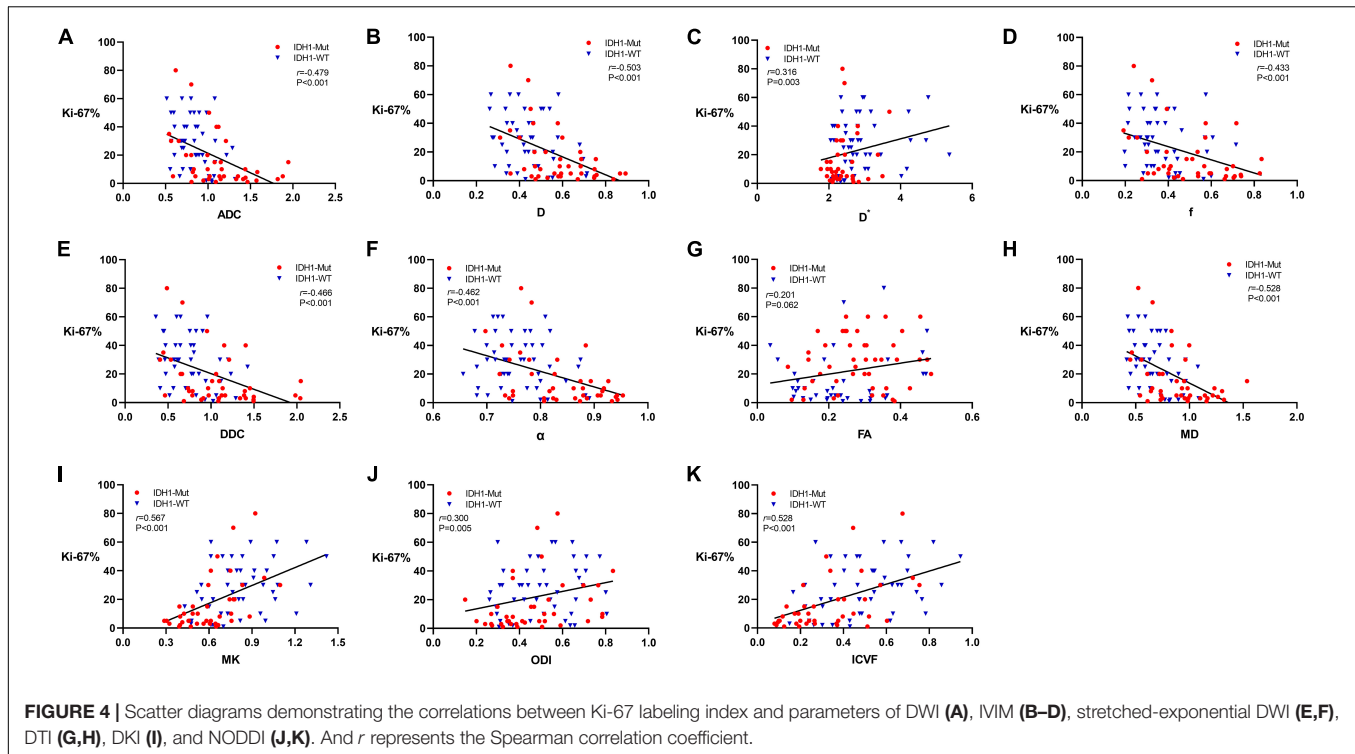 A
IDH1-Mut
IDH1-WT
r=-0.479
P<0.001
Ki-67%
100
80
60
40
20
0
0.0 0.5 1.0 1.5 2.0 2.5
ADC
B
IDH1-Mut
IDH1-WT
r=-0.503
P<0.001
Ki-67%
100
80
60
40
20
0
0.0 0.2 0.4 0.6 0.8 1.0
D
C
IDH1-Mut
IDH1-WT
r=0.316
P=0.003
Ki-67%
100
80
60
40
20
0
0 2 4 6
D*
D
IDH1-Mut
IDH1-WT
r=-0.433
P<0.001
Ki-67%
100
80
60
40
20
0
0.0 0.2 0.4 0.6 0.8 1.0
f
E
IDH1-Mut
IDH1-WT
r=-0.466
P<0.001
Ki-67%
100
80
60
40
20
0
0.0 0.5 1.0 1.5 2.0 2.5
DDC
F
IDH1-Mut
IDH1-WT
r=-0.462
P<0.001
Ki-67%
100
80
60
40
20
0
0.6 0.7 0.8 0.9 1.0
α
G
IDH1-Mut
IDH1-WT
r=0.201
P=0.062
Ki-67%
100
80
60
40
20
0
0.0 0.2 0.4 0.6
FA
H
IDH1-Mut
IDH1-WT
r=-0.528
P<0.001
Ki-67%
100
80
60
40
20
0
0.0 0.5 1.0 1.5 2.0
MD
I
IDH1-Mut
IDH1-WT
r=0.567
P<0.001
Ki-67%
100
80
60
40
20
0
0.0 0.3 0.6 0.9 1.2 1.5
MK
J
IDH1-Mut
IDH1-WT
r=0.300
P=0.005
Ki-67%
100
80
60
40
20
0
0.0 0.2 0.4 0.6 0.8 1.0
ODI
K
IDH1-Mut
IDH1-WT
r=0.528
P<0.001
Ki-67%
100
80
60
40
20
0
0.0 0.2 0.4 0.6 0.8 1.0
ICVF
FIGURE 4 | Scatter diagrams demonstrating the correlations between Ki-67 labeling index and parameters of DWI (A), IVIM (B–D), stretched-exponential DWI (E,F),
DTI (G,H), DKI (I), and NODDI (J,K). And r represents the Spearman correlation coefficient.